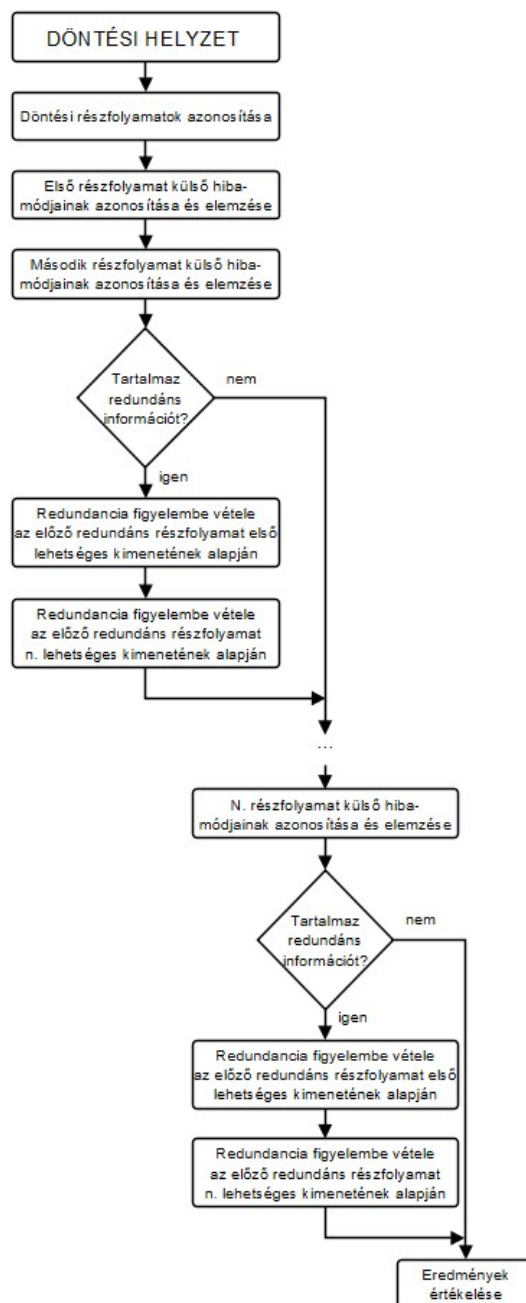 DÖNTÉSI HELYZET
Döntési részfolyamatok azonosítása
Első részfolyamat külső hiba-
módjainak azonosítása és elemzése
Második részfolyamat külső hiba-
módjainak azonosítása és elemzése
Tartalmaz
redundáns
információt?
nem
igen
Redundancia figyelembe vétele
az előző redundáns részfolyamat első
lehetséges kimenetének alapján
Redundancia figyelembe vétele
az előző redundáns részfolyamat
n. lehetséges kimenetének alapján
...
N. részfolyamat külső hiba-
módjainak azonosítása és elemzése
Tartalmaz
redundáns
információt?
nem
igen
Redundancia figyelembe vétele
az előző redundáns részfolyamat első
lehetséges kimenetének alapján
Redundancia figyelembe vétele
az előző redundáns részfolyamat
n. lehetséges kimenetének alapján
Eredmények
értékelése